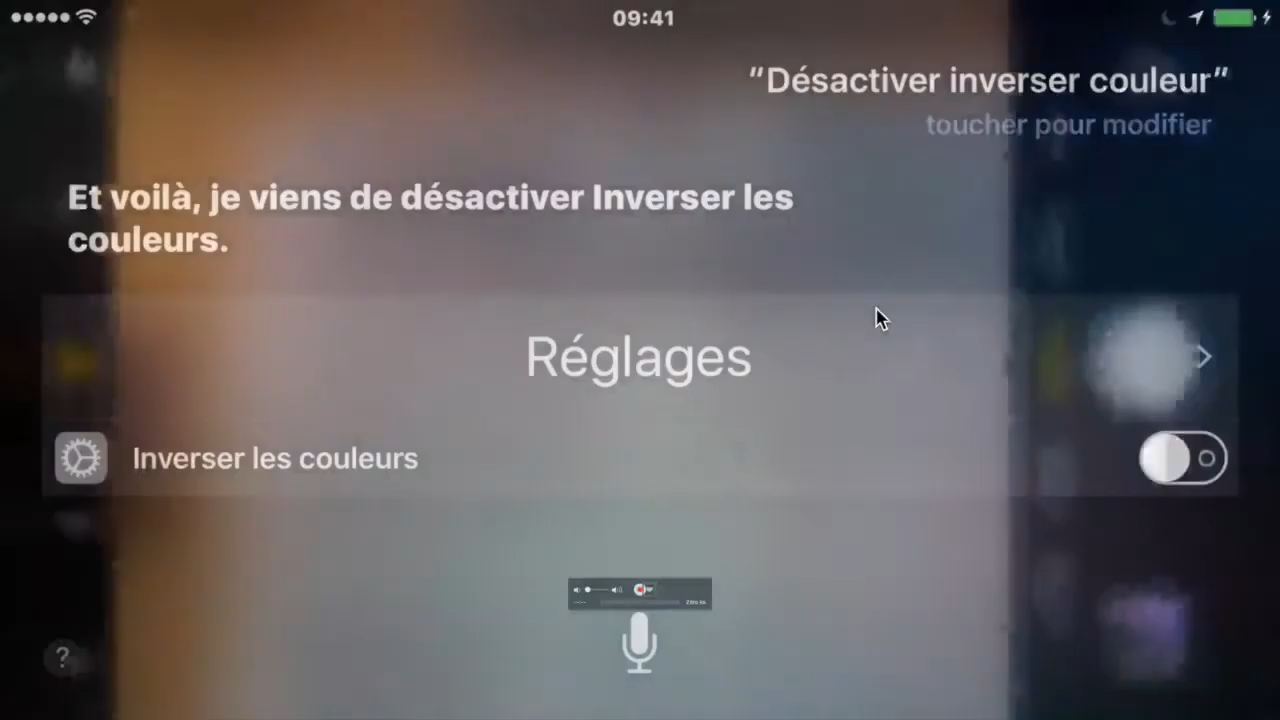 09:41
"Désactiver inverser couleur"
toucher pour modifier
Et voilà, je viens de désactiver Inverser les
couleurs.
Réglages
Inverser les couleurs
?